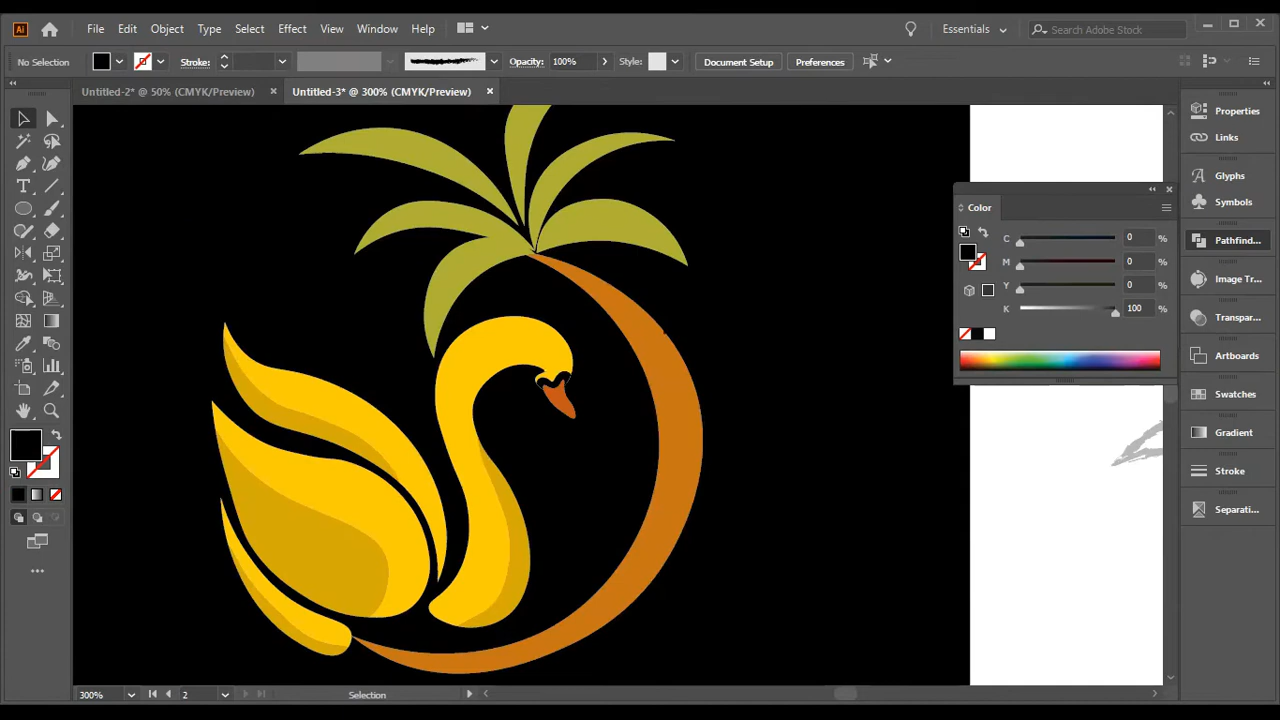 Ai File Edit Object Type Select Effect View Window Help Essentials Search Adobe Stock
No Selection Stroke: Opacity: 100% Style: Document Setup Preferences
Untitled-2* @ 50% (CMYK/Preview) × Untitled-3* @ 300% (CMYK/Preview) ×
Color
C 0 %
M 0 %
Y 0 %
K 100 %
Properties
Links
Glyphs
Symbols
Pathfind...
Image Tr...
Transpar...
Artboards
Swatches
Gradient
Stroke
Separati...
300% 2 Selection